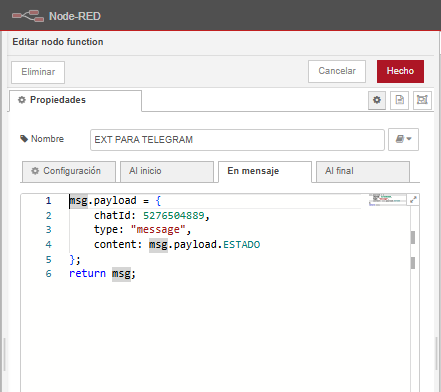 Node-RED
Editar nodo function
Eliminar
Cancelar
Hecho
Propiedades
Nombre
EXT PARA TELEGRAM
Configuración
Al inicio
En mensaje
Al final
1 msg.payload = {
2 chatId: 5276504889,
3 type: "message",
4 content: msg.payload.ESTADO
5 };
6 return msg;